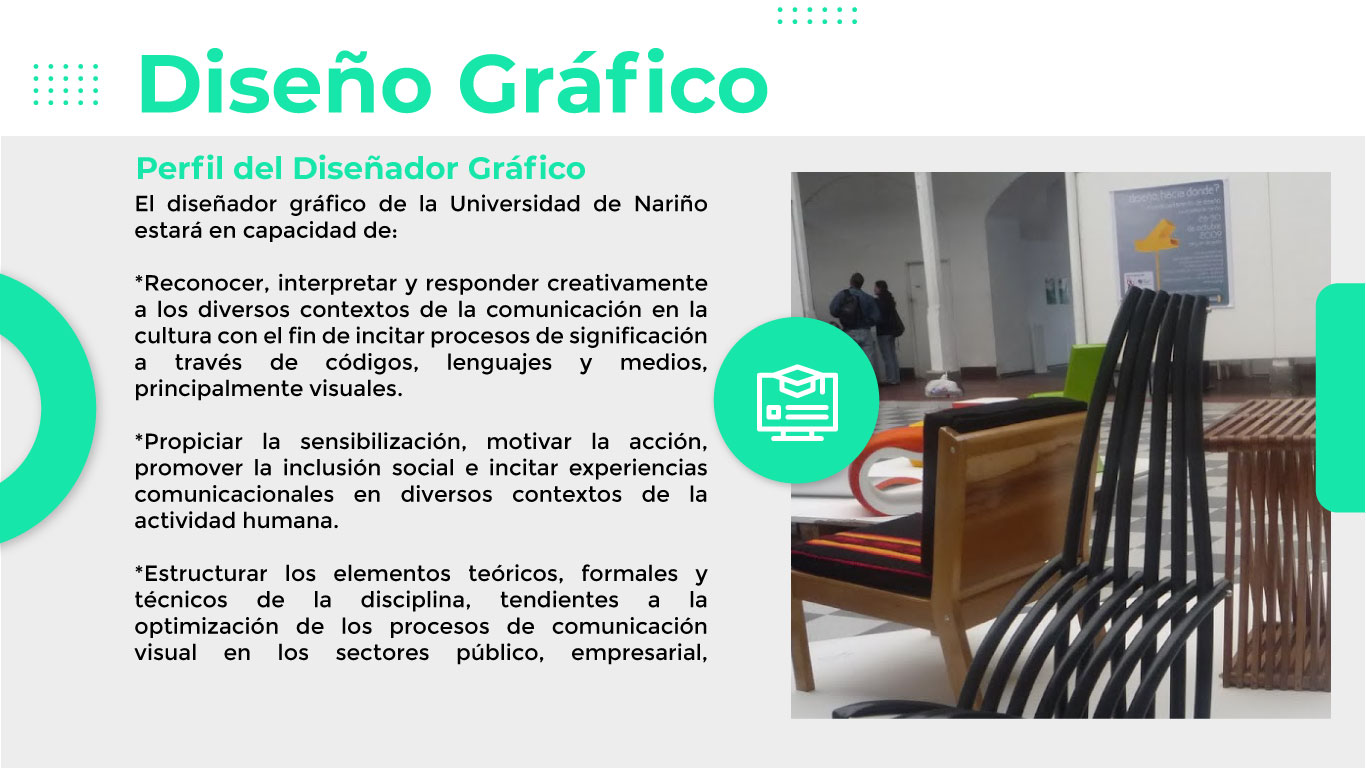 Diseño Gráfico
Perfil del Diseñador Gráfico
El diseñador gráfico de la Universidad de Nariño
estará en capacidad de:
*Reconocer, interpretar y responder creativamente
a los diversos contextos de la comunicación en la
cultura con el fin de incitar procesos de significación
a través de códigos, lenguajes y medios,
principalmente visuales.
*Propiciar la sensibilización, motivar la acción,
promover la inclusión social e incitar experiencias
comunicacionales en diversos contextos de la
actividad humana.
*Estructurar los elementos teóricos, formales y
técnicos de la disciplina, tendientes a la
optimización de los procesos de comunicación
visual en los sectores público, empresarial,
diseño, hacia donde?
de octubre
2009